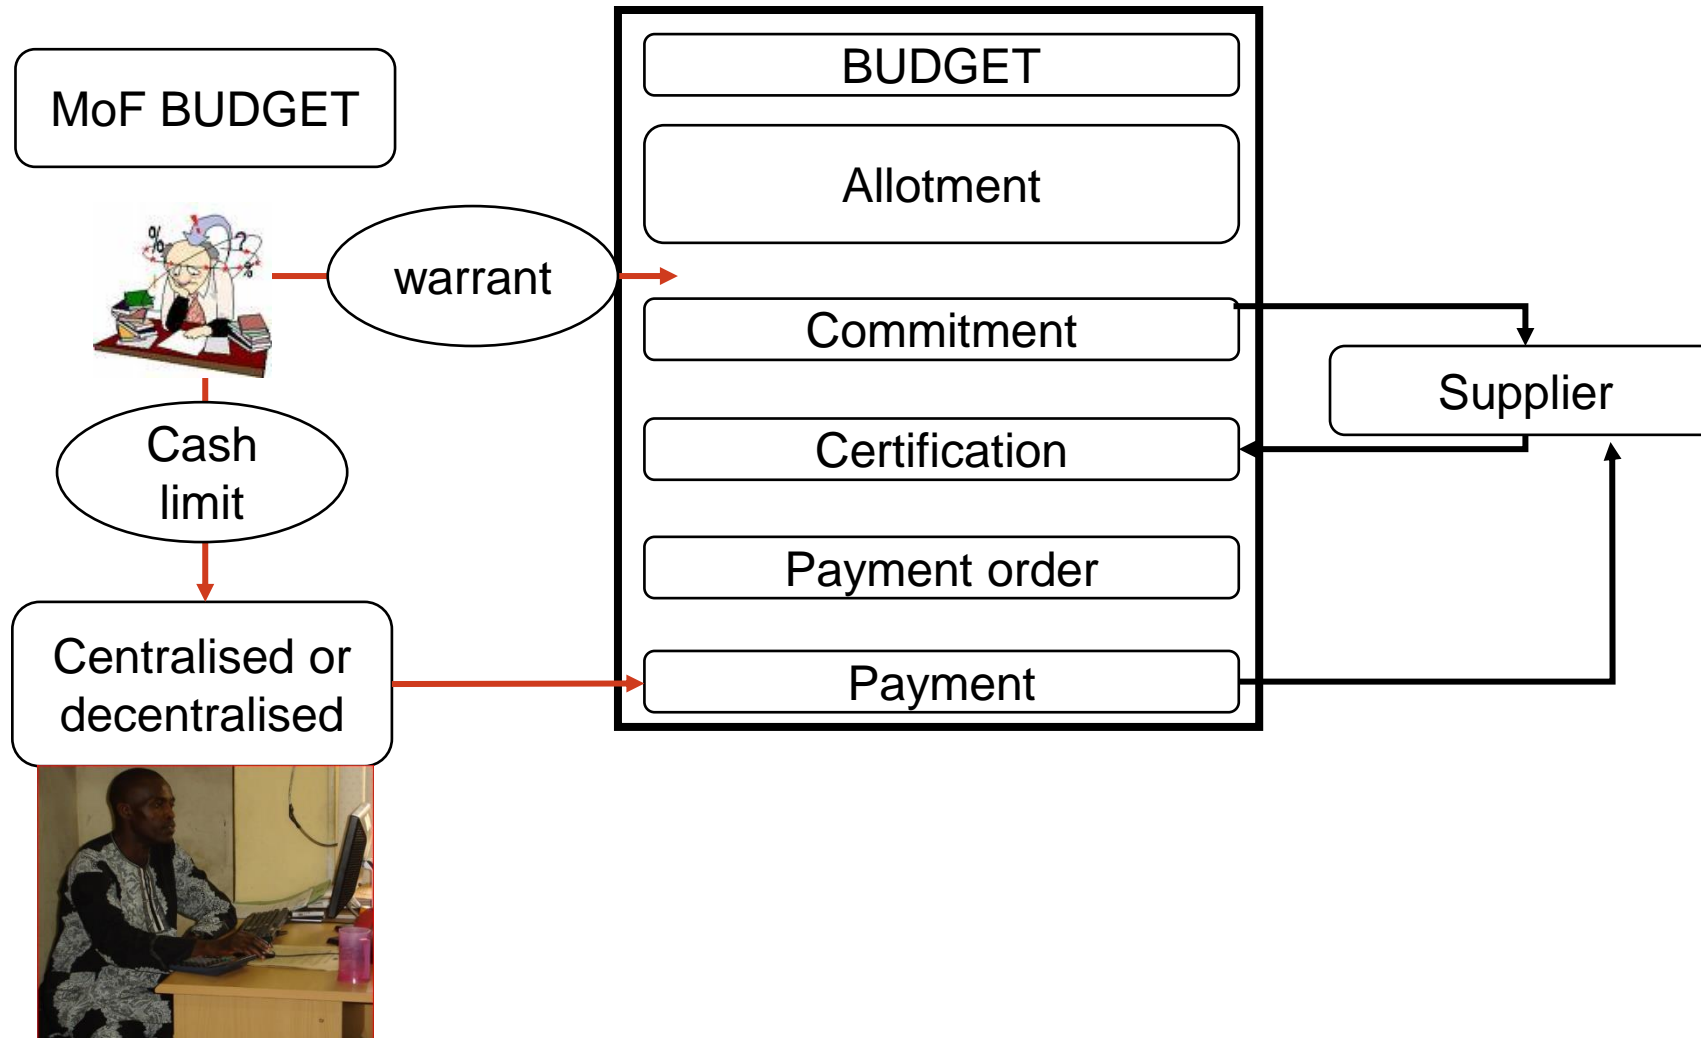 MoF BUDGET
BUDGET
Allotment
warrant
Commitment
Supplier
Cash
limit
Certification
Payment order
Centralised or
decentralised
Payment